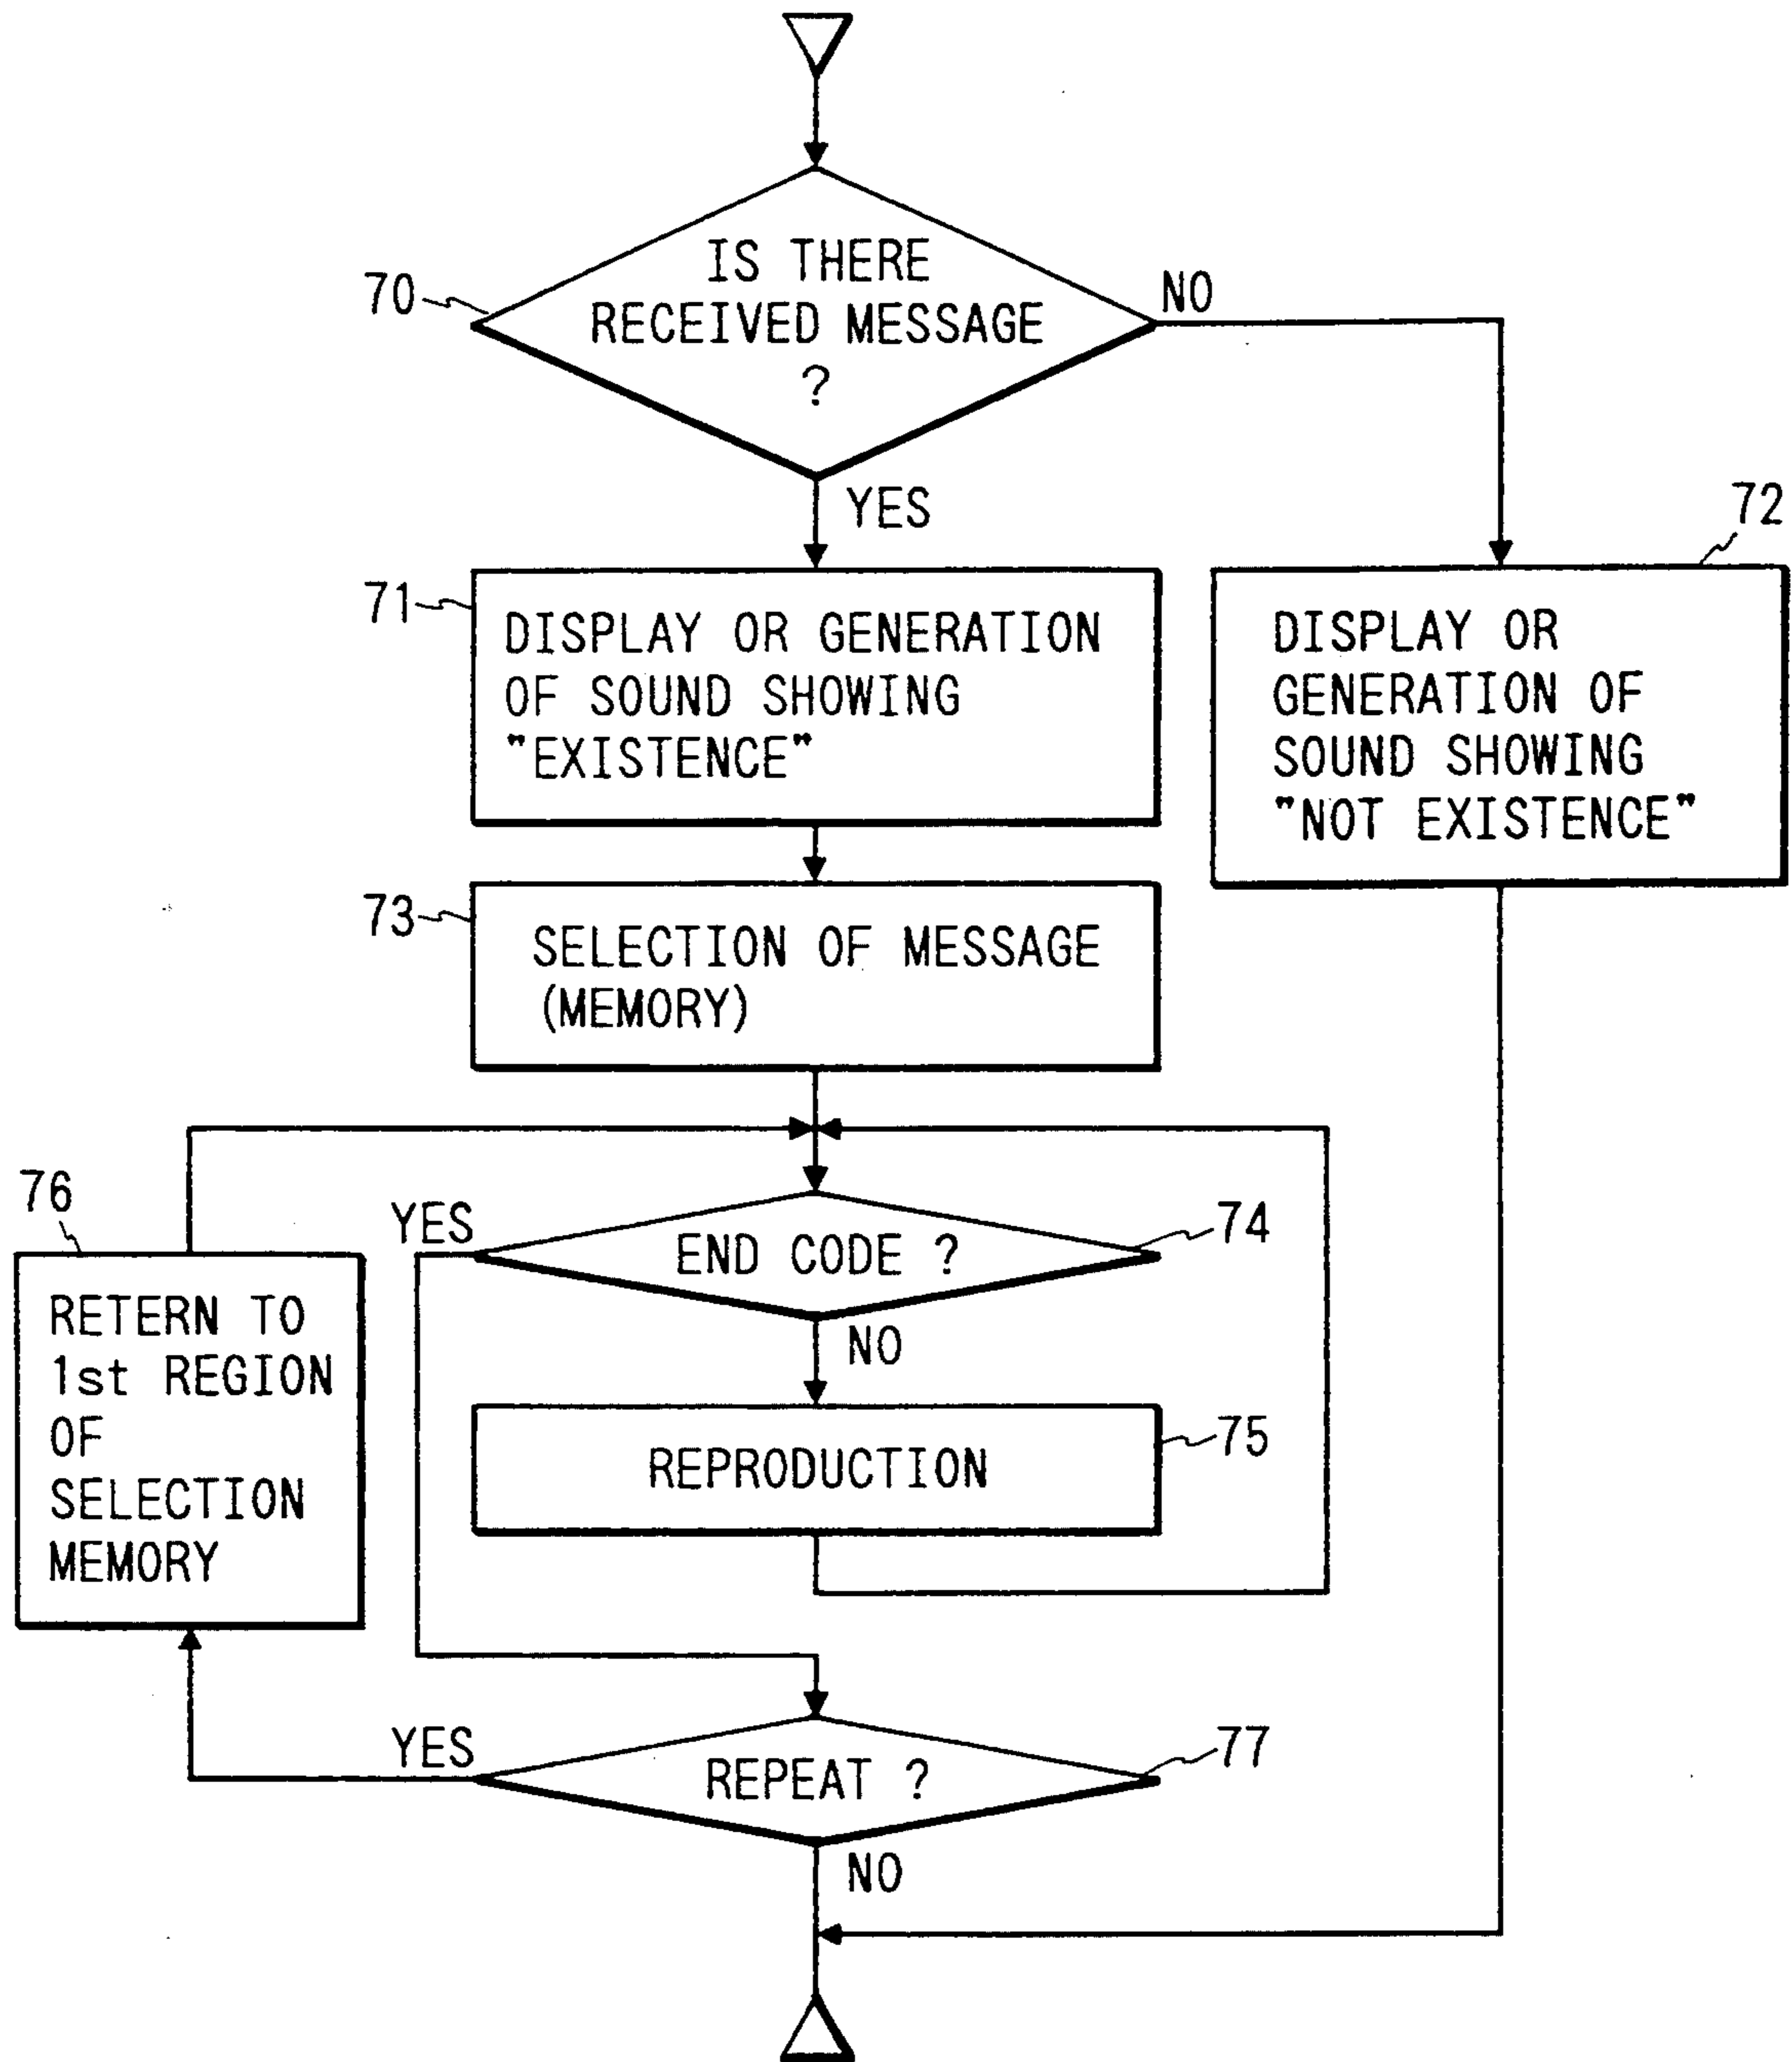 70
IS THERE
RECEIVED MESSAGE
?
NO
YES
71
DISPLAY OR GENERATION
OF SOUND SHOWING
"EXISTENCE"
72
DISPLAY OR
GENERATION OF
SOUND SHOWING
"NOT EXISTENCE"
73
SELECTION OF MESSAGE
(MEMORY)
76
RETERN TO
1st REGION
OF
SELECTION
MEMORY
YES
END CODE ?
74
NO
REPRODUCTION
75
YES
REPEAT ?
77
NO